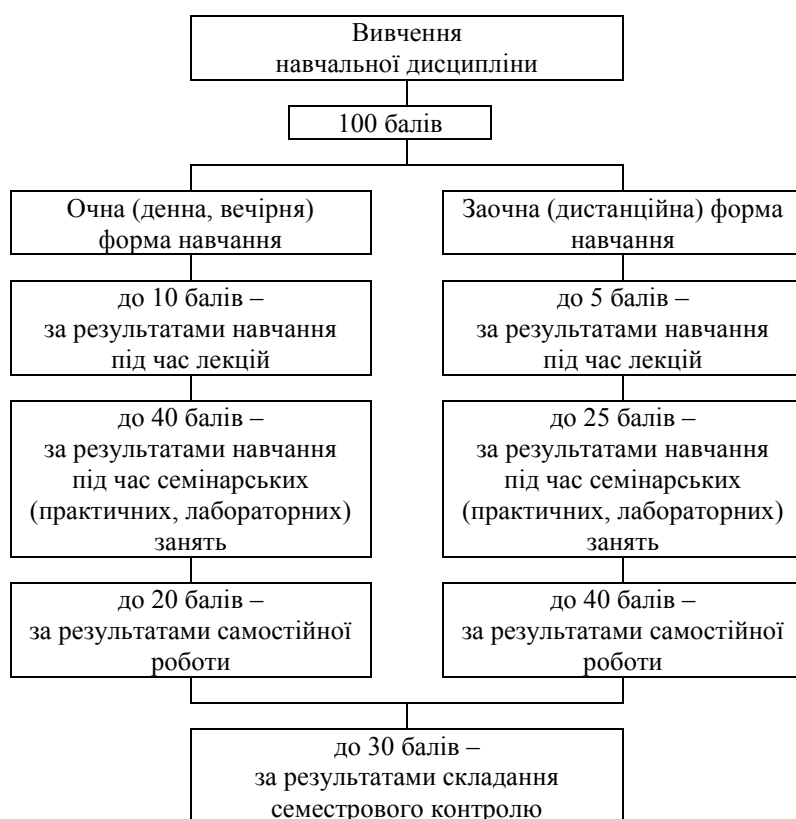 Вивчення
навчальної дисципліни
100 балів
Очна (денна, вечірня)
форма навчання
до 10 балів –
за результатами навчання
під час лекцій
до 40 балів –
за результатами навчання
під час семінарських
(практичних, лабораторних)
занять
до 20 балів –
за результатами самостійної
роботи
Заочна (дистанційна) форма
навчання
до 5 балів –
за результатами навчання
під час лекцій
до 25 балів –
за результатами навчання
під час семінарських
(практичних, лабораторних)
занять
до 40 балів –
за результатами самостійної
роботи
до 30 балів –
за результатами складання
семестрового контролю